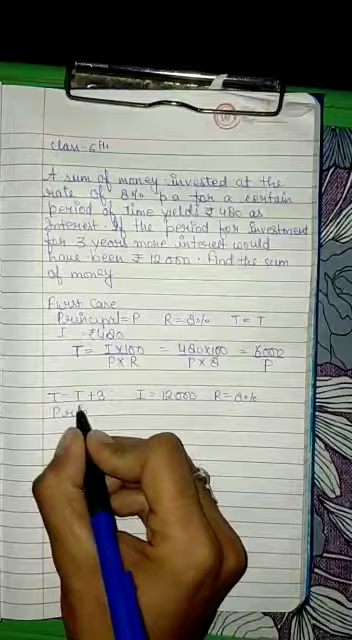 class-6th
A sum of money invested at the
rate of 8% p a for a certain
period of time yields ₹ 480 as
interest. If the period for investment
for 3 years more interest would
have been ₹ 12000. Find the sum
of money
First Case
Principal = P R = 8% T = T
I = ₹480
T = I×100 / P×R = 480×100 / P×8 = 6000 / P
T = T + 3 I = 12000 R = 8%